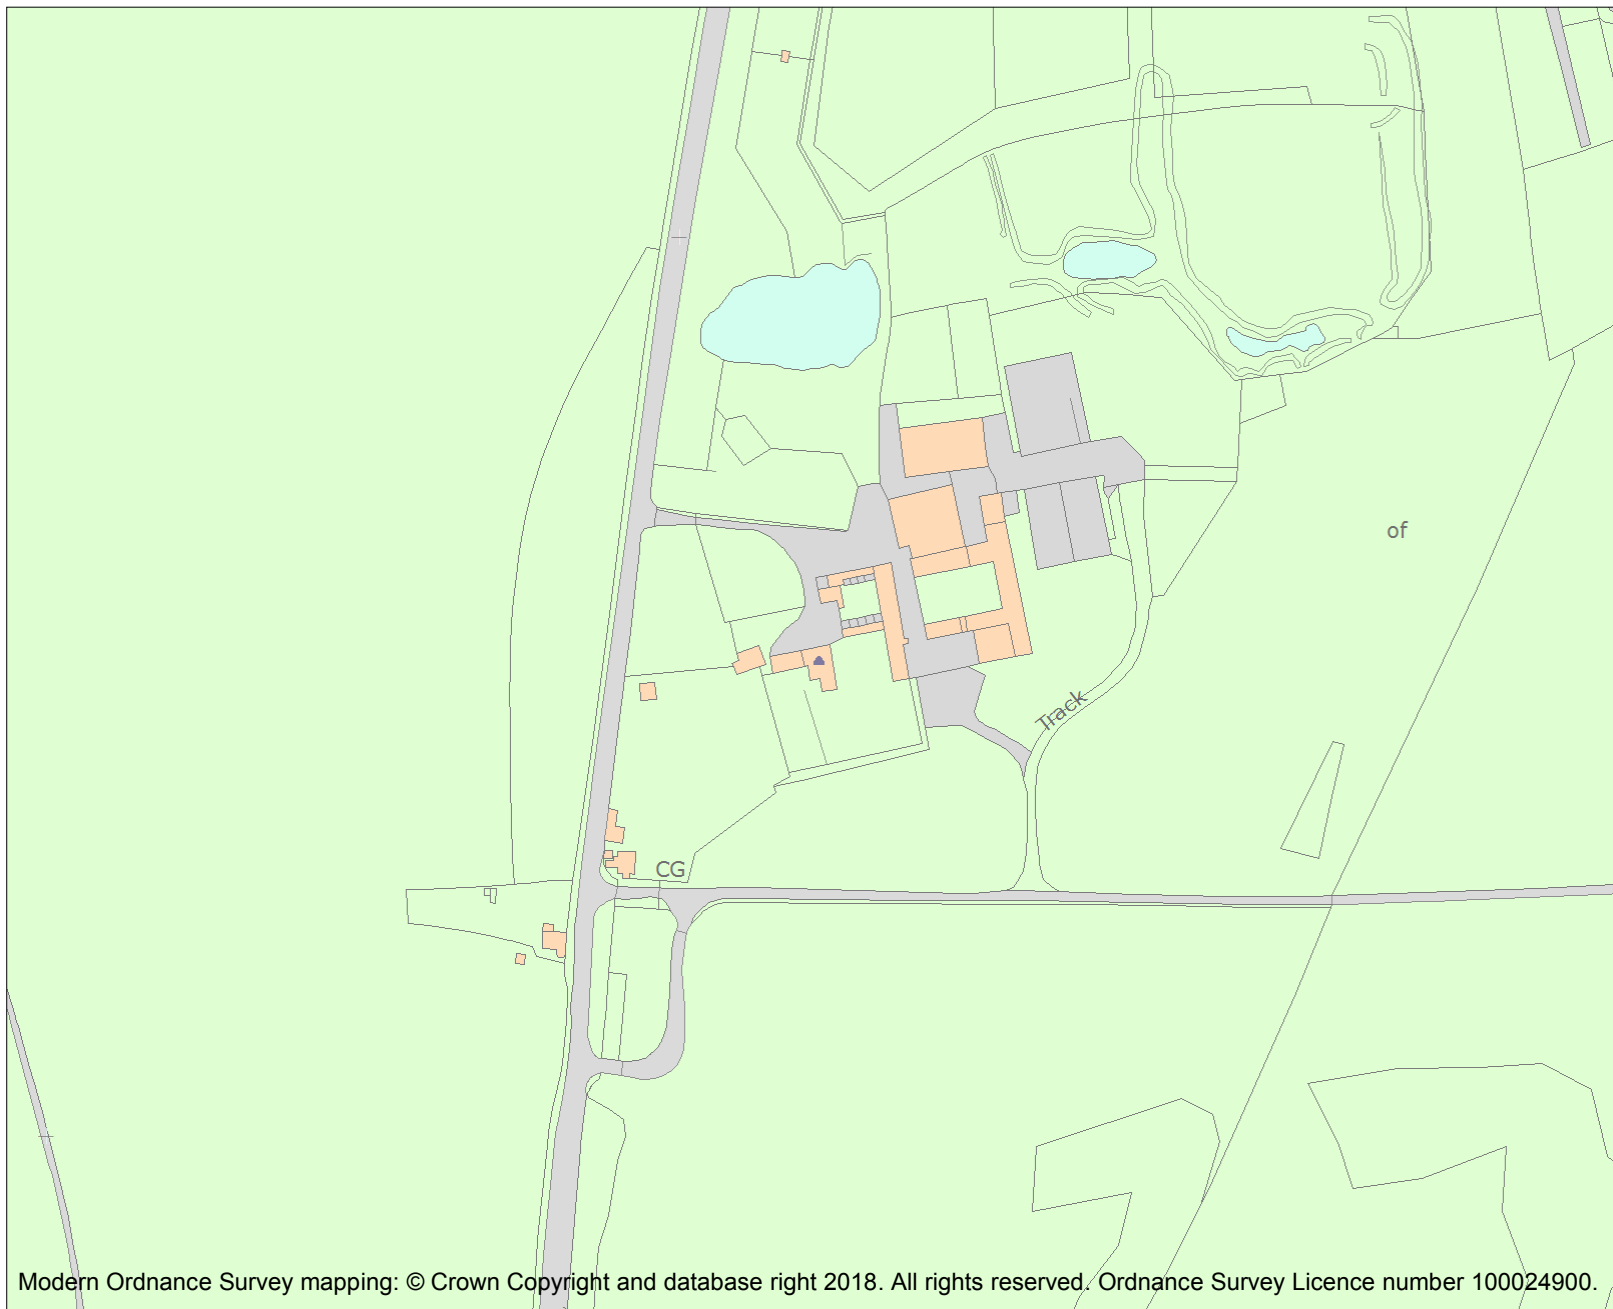 of
Track
CG
Modern Ordnance Survey mapping: © Crown Copyright and database right 2018. All rights reserved. Ordnance Survey Licence number 100024900.